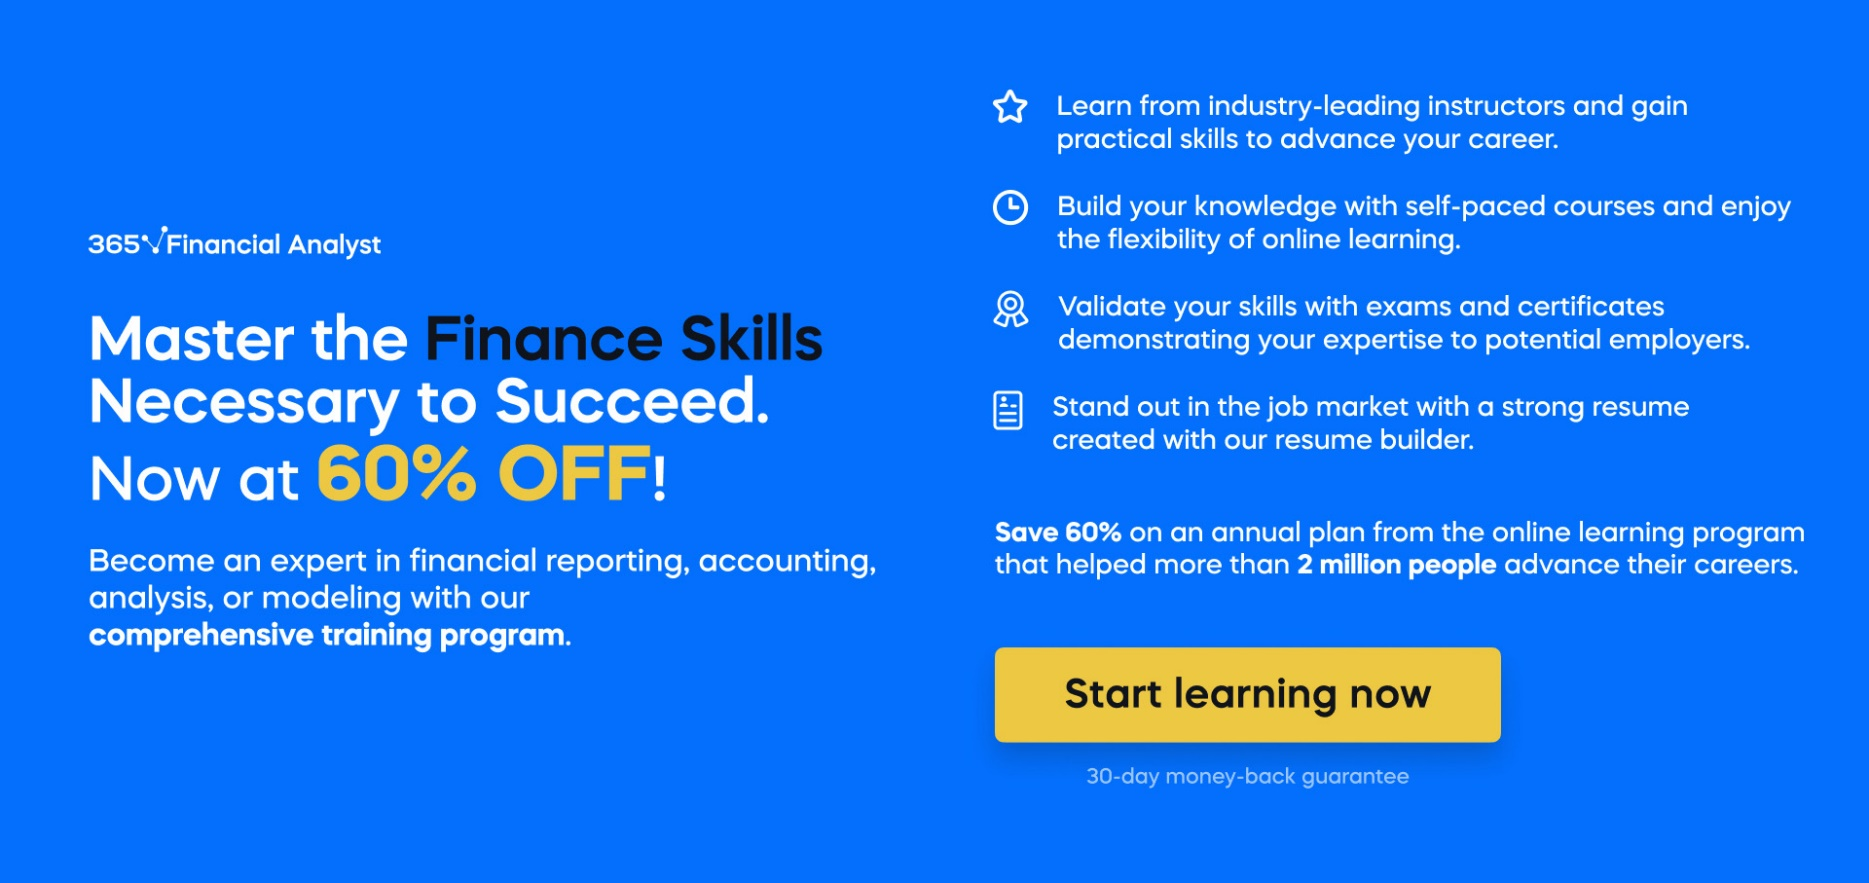 365 Financial Analyst
Master the Finance Skills
Necessary to Succeed.
Now at 60% OFF!
Become an expert in financial reporting, accounting,
analysis, or modeling with our
comprehensive training program.
Learn from industry-leading instructors and gain
practical skills to advance your career.
Build your knowledge with self-paced courses and enjoy
the flexibility of online learning.
Validate your skills with exams and certificates
demonstrating your expertise to potential employers.
Stand out in the job market with a strong resume
created with our resume builder.
Save 60% on an annual plan from the online learning program
that helped more than 2 million people advance their careers.
Start learning now
30-day money-back guarantee